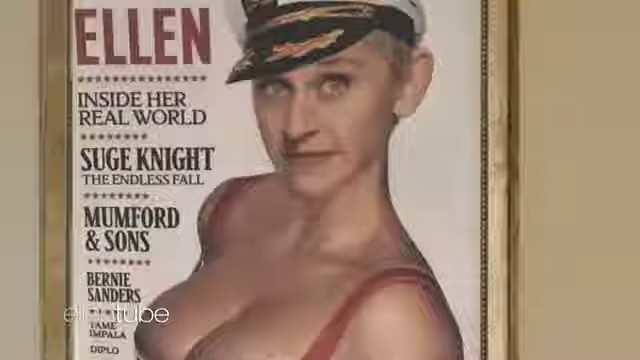 ELLEN
INSIDE HER
REAL WORLD
SUGE KNIGHT
THE ENDLESS FALL
MUMFORD
& SONS
BERNIE
SANDERS
ellentube
TAME
IMPALA
DIPLO